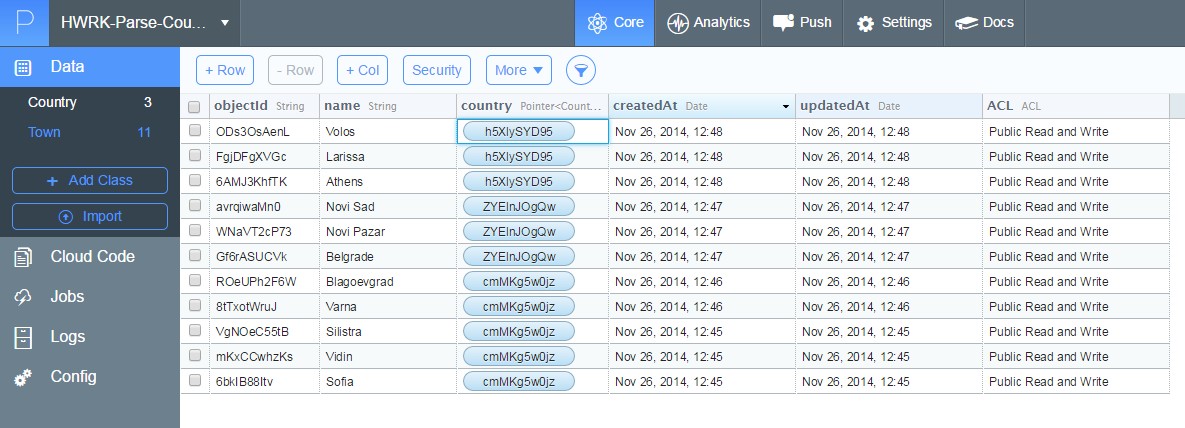 P HWRK-Parse-Cou... Core Analytics Push Settings Docs
Data
Country 3
Town 11
+ Add Class
Import
Cloud Code
Jobs
Logs
Config
+ Row - Row + Col Security More
objectId String name String country Pointer<Count... createdAt Date updatedAt Date ACL ACL
ODs3OsAenL Volos h5XlySYD95 Nov 26, 2014, 12:48 Nov 26, 2014, 12:48 Public Read and Write
FgjDFgXVGc Larissa h5XlySYD95 Nov 26, 2014, 12:48 Nov 26, 2014, 12:48 Public Read and Write
6AMJ3KhfTK Athens h5XlySYD95 Nov 26, 2014, 12:48 Nov 26, 2014, 12:48 Public Read and Write
avrqiwaMn0 Novi Sad ZYEInJOgQw Nov 26, 2014, 12:47 Nov 26, 2014, 12:47 Public Read and Write
WNaVT2cP73 Novi Pazar ZYEInJOgQw Nov 26, 2014, 12:47 Nov 26, 2014, 12:47 Public Read and Write
Gf6rASUCVk Belgrade ZYEInJOgQw Nov 26, 2014, 12:47 Nov 26, 2014, 12:47 Public Read and Write
ROeUPh2F6W Blagoevgrad cmMKg5w0jz Nov 26, 2014, 12:46 Nov 26, 2014, 12:46 Public Read and Write
8tTxotWruJ Varna cmMKg5w0jz Nov 26, 2014, 12:46 Nov 26, 2014, 12:46 Public Read and Write
VgNOeC55tB Silistra cmMKg5w0jz Nov 26, 2014, 12:45 Nov 26, 2014, 12:45 Public Read and Write
mKxCCwhzKs Vidin cmMKg5w0jz Nov 26, 2014, 12:45 Nov 26, 2014, 12:45 Public Read and Write
6bkIB88Itv Sofia cmMKg5w0jz Nov 26, 2014, 12:45 Nov 26, 2014, 12:45 Public Read and Write